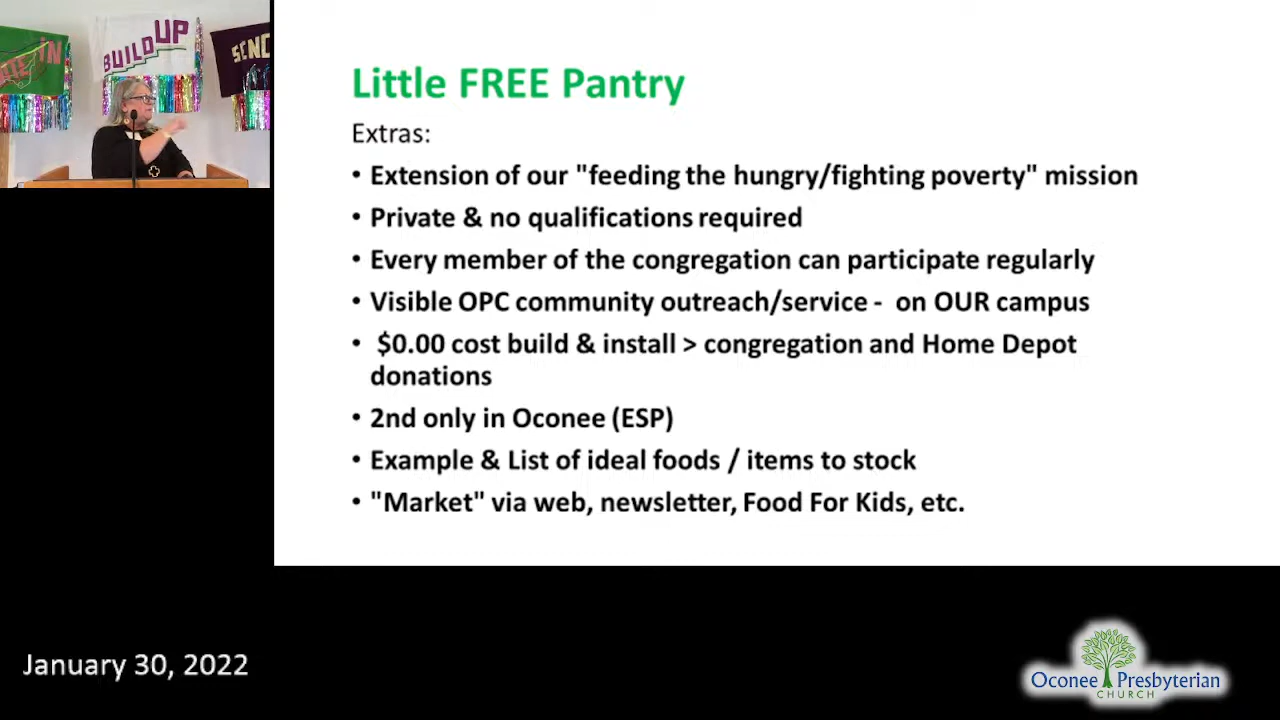 BUILD UP
IN
SEND
Little FREE Pantry
Extras:
• Extension of our "feeding the hungry/fighting poverty" mission
• Private & no qualifications required
• Every member of the congregation can participate regularly
• Visible OPC community outreach/service - on OUR campus
• $0.00 cost build & install > congregation and Home Depot
donations
• 2nd only in Oconee (ESP)
• Example & List of ideal foods / items to stock
• "Market" via web, newsletter, Food For Kids, etc.
January 30, 2022
Oconee Presbyterian
CHURCH